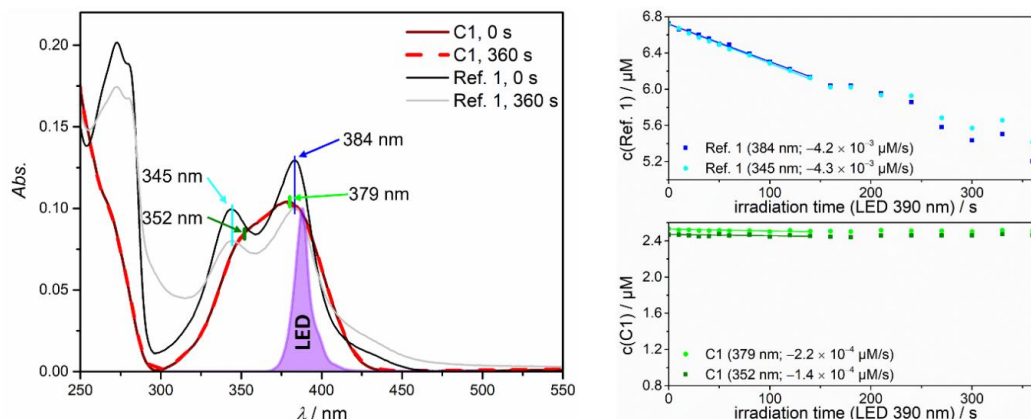 0.20
0.15
0.10
0.05
0.00
Abs.
C1, 0 s
C1, 360 s
Ref. 1, 0 s
Ref. 1, 360 s
384 nm
345 nm
379 nm
352 nm
LED
250 300 350 400 450 500 550
λ / nm
6.8
6.4
6.0
5.6
5.2
c(Ref. 1) / µM
Ref. 1 (384 nm; −4.2 × 10⁻³ µM/s)
Ref. 1 (345 nm; −4.3 × 10⁻³ µM/s)
0 100 200 300
irradiation time (LED 390 nm) / s
2.4
1.8
1.2
0.8
c(C1) / µM
C1 (379 nm; −2.2 × 10⁻⁴ µM/s)
C1 (352 nm; −1.4 × 10⁻⁴ µM/s)
0 100 200 300
irradiation time (LED 390 nm) / s